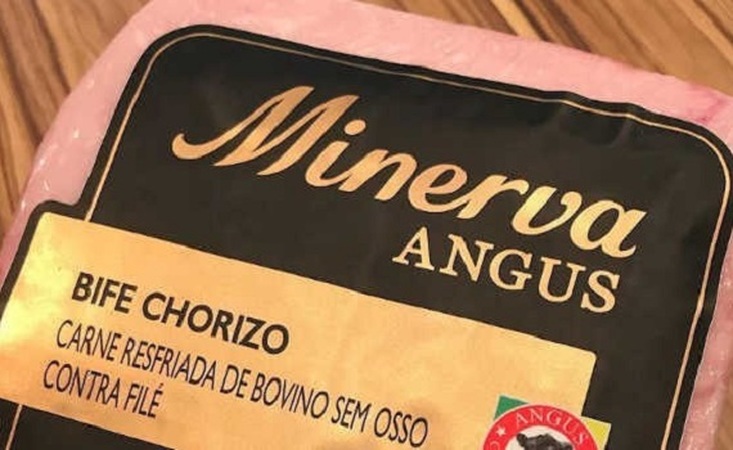 Minerva
ANGUS
BIFE CHORIZO
CARNE RESFRIADA DE BOVINO SEM OSSO
CONTRA FILÉ
ANGUS